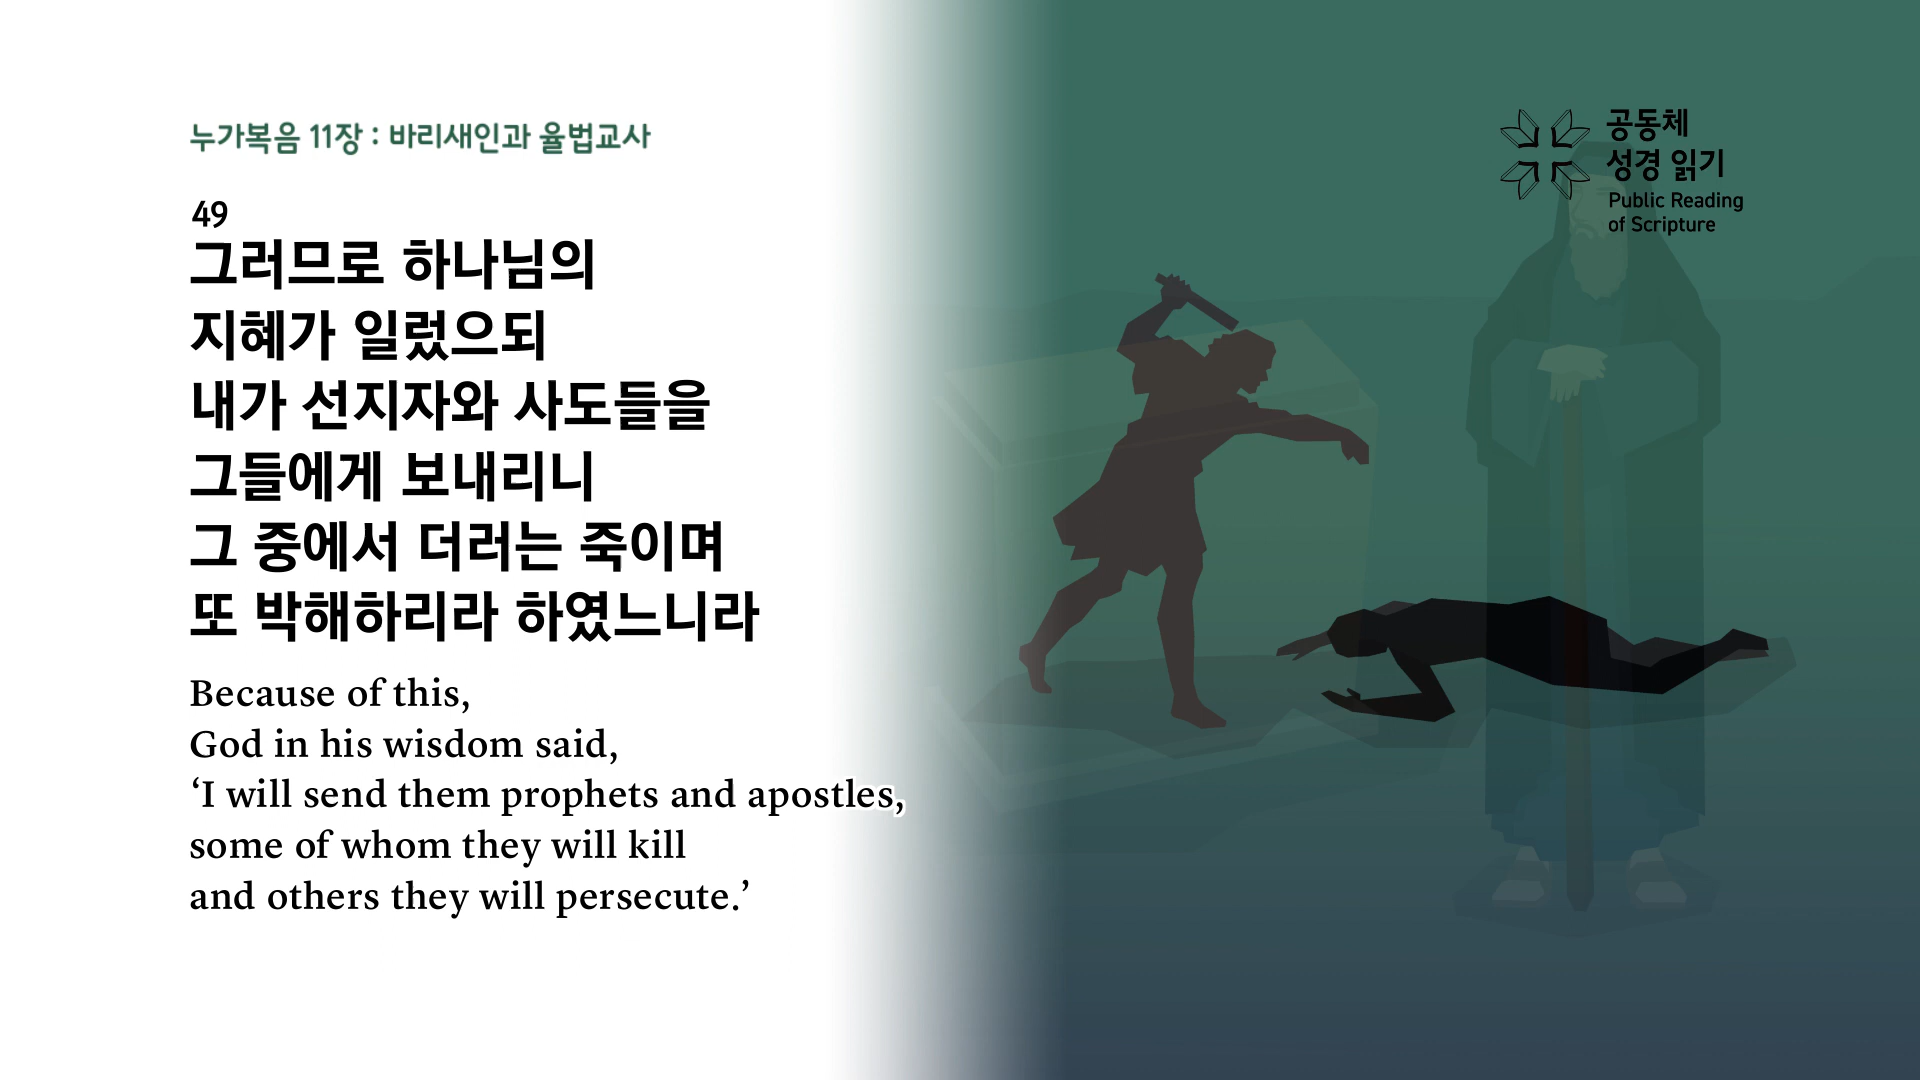 누가복음 11장 : 바리새인과 율법교사
49
그러므로 하나님의
지혜가 일렀으되
내가 선지자와 사도들을
그들에게 보내리니
그 중에서 더러는 죽이며
또 박해하리라 하였느니라
Because of this,
God in his wisdom said,
‘I will send them prophets and apostles,
some of whom they will kill
and others they will persecute.’
공동체
성경 읽기
Public Reading
of Scripture